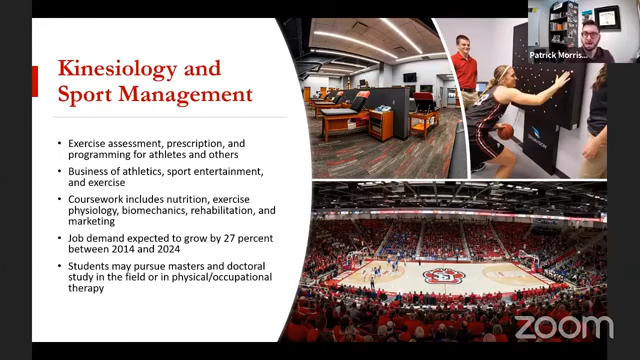 Kinesiology and
Sport Management
• Exercise assessment, prescription, and
programming for athletes and others
• Business of athletics, sport entertainment,
and exercise
• Coursework includes nutrition, exercise
physiology, biomechanics, rehabilitation, and
marketing
• Job demand expected to grow by 27 percent
between 2014 and 2024
• Students may pursue masters and doctoral
study in the field or in physical/occupational
therapy
Patrick Morris...
zoom